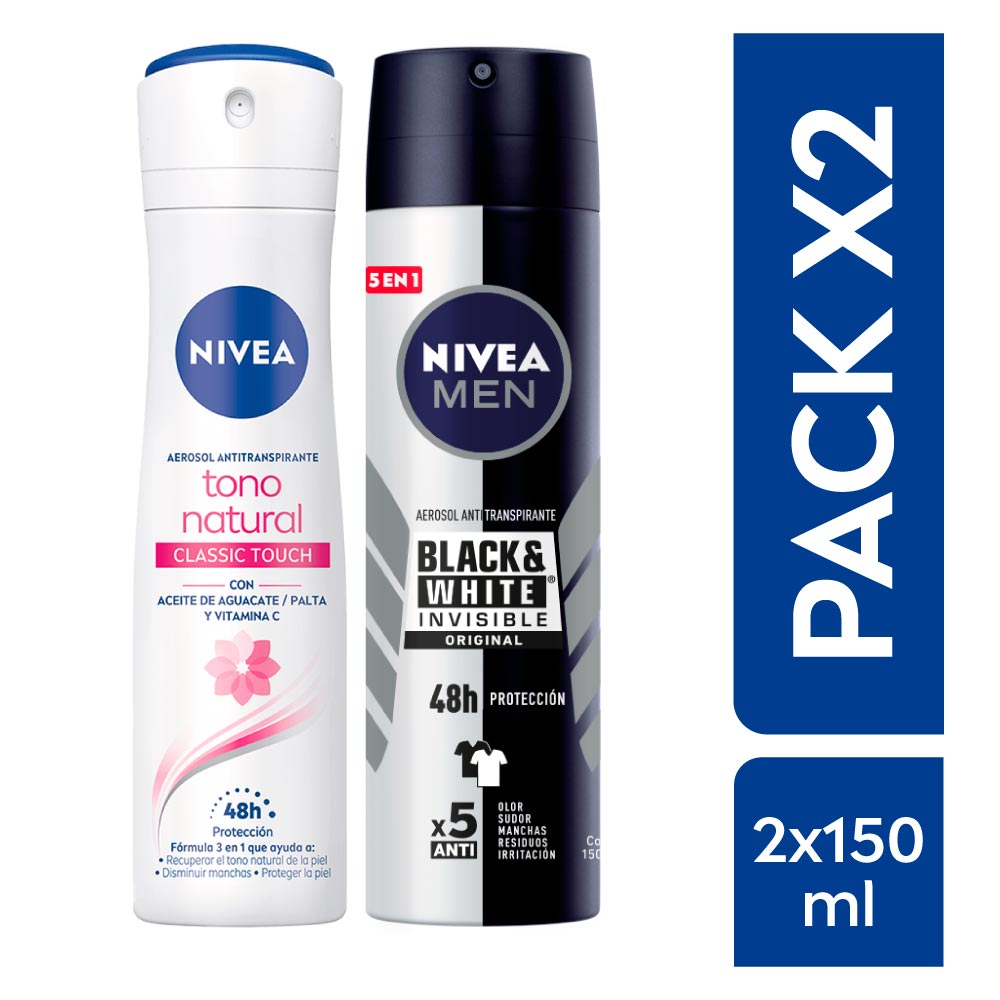 NIVEA
AEROSOL ANTITRANSPIRANTE
tono
natural
CLASSIC TOUCH
CON
ACEITE DE AGUACATE / PALTA
Y VITAMINA C
48h
Protección
Fórmula 3 en 1 que ayuda a:
• Recuperar el tono natural de la piel
• Disminuir manchas • Proteger la piel
5 EN 1
NIVEA
MEN
AEROSOL ANTITRANSPIRANTE
BLACK &
WHITE®
INVISIBLE
ORIGINAL
48h PROTECCIÓN
x5
ANTI
OLOR
SUDOR
MANCHAS
RESIDUOS
IRRITACIÓN
PACK X2
2x150
ml